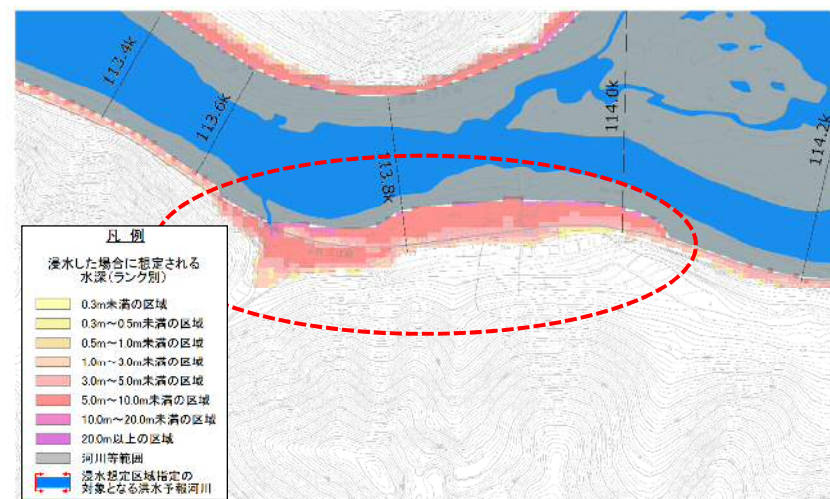 113.4k
113.6k
113.8k
114.0k
114.2k
凡 例
浸水した場合に想定される
水深(ランク別)
0.3m未満の区域
0.3m～0.5m未満の区域
0.5m～1.0m未満の区域
1.0m～3.0m未満の区域
3.0m～5.0m未満の区域
5.0m～10.0m未満の区域
10.0m～20.0m未満の区域
20.0m以上の区域
河川等範囲
浸水想定区域指定の
対象となる洪水予報河川